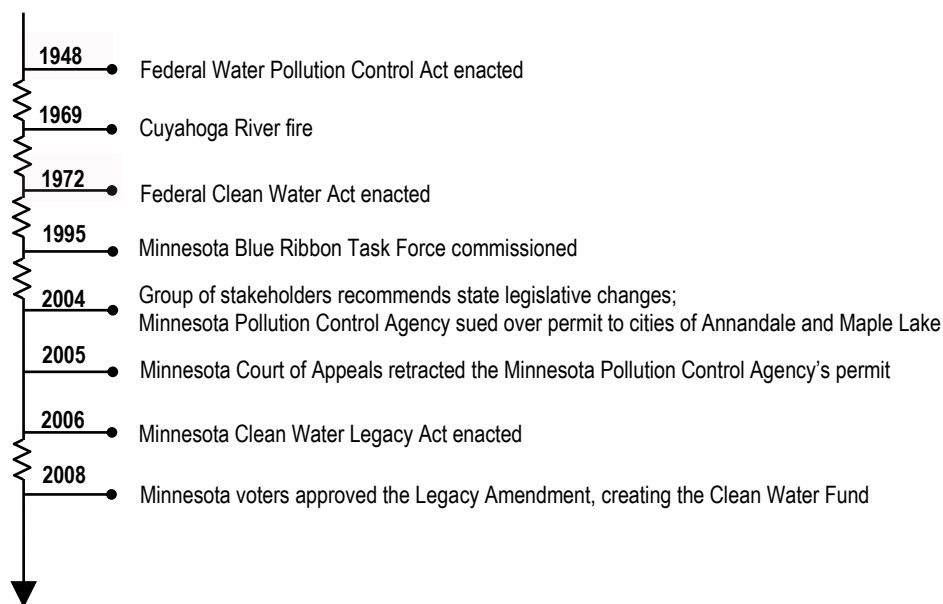 1948
Federal Water Pollution Control Act enacted
1969
Cuyahoga River fire
1972
Federal Clean Water Act enacted
1995
Minnesota Blue Ribbon Task Force commissioned
2004
Group of stakeholders recommends state legislative changes;
Minnesota Pollution Control Agency sued over permit to cities of Annandale and Maple Lake
2005
Minnesota Court of Appeals retracted the Minnesota Pollution Control Agency’s permit
2006
Minnesota Clean Water Legacy Act enacted
2008
Minnesota voters approved the Legacy Amendment, creating the Clean Water Fund